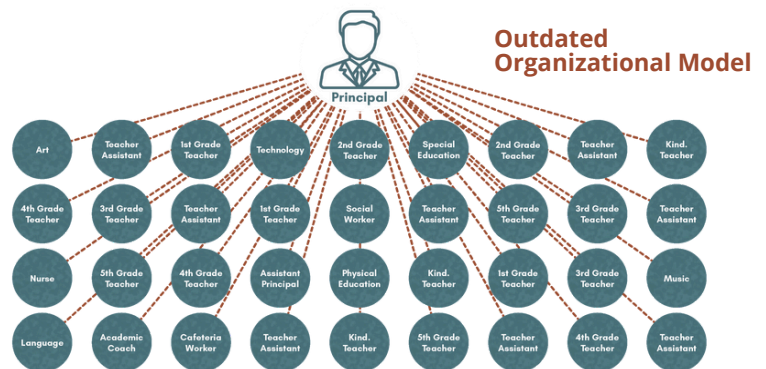 Outdated
Organizational Model
Principal
Art
Teacher
Assistant
1st Grade
Teacher
Technology
2nd Grade
Teacher
Special
Education
2nd Grade
Teacher
Teacher
Assistant
Kind.
Teacher
4th Grade
Teacher
3rd Grade
Teacher
Teacher
Assistant
1st Grade
Teacher
Social
Worker
Teacher
Assistant
5th Grade
Teacher
3rd Grade
Teacher
Teacher
Assistant
Nurse
5th Grade
Teacher
4th Grade
Teacher
Assistant
Principal
Physical
Education
Kind.
Teacher
1st Grade
Teacher
3rd Grade
Teacher
Music
Language
Academic
Coach
Cafeteria
Worker
Teacher
Assistant
Kind.
Teacher
5th Grade
Teacher
Teacher
Assistant
4th Grade
Teacher
Teacher
Assistant